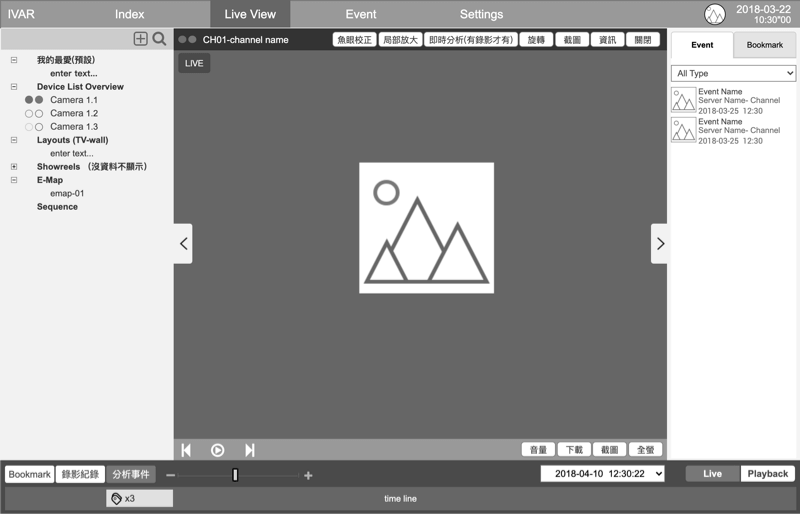 IVAR Index Live View Event Settings 2018-03-22
10:30"00
CH01-channel name 魚眼校正 局部放大 即時分析(有錄影才有) 旋轉 截圖 資訊 關閉
Event Bookmark
我的最愛(預設)
enter text...
Device List Overview
Camera 1.1
Camera 1.2
Camera 1.3
Layouts (TV-wall)
enter text...
Showreels （沒資料不顯示）
E-Map
emap-01
Sequence
LIVE
All Type
Event Name
Server Name- Channel
2018-03-25 12:30
Event Name
Server Name- Channel
2018-03-25 12:30
音量 下載 截圖 全螢
Bookmark 錄影紀錄 分析事件 2018-04-10 12:30:22 Live Playback
x3 time line